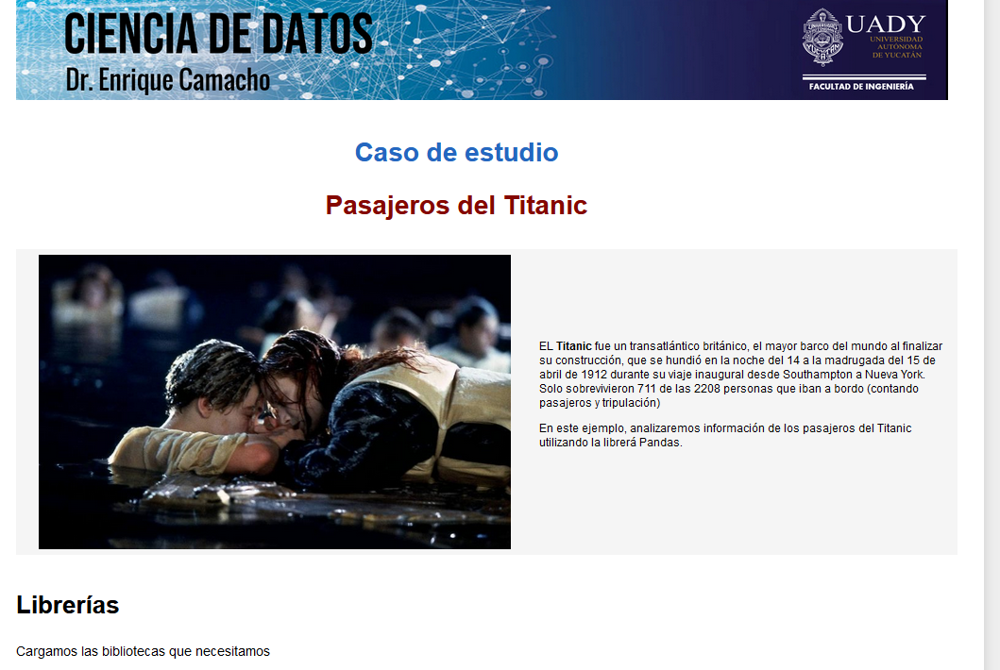 CIENCIA DE DATOS
Dr. Enrique Camacho
UADY
UNIVERSIDAD
AUTÓNOMA
DE YUCATÁN
FACULTAD DE INGENIERÍA
Caso de estudio
Pasajeros del Titanic
EL Titanic fue un transatlántico británico, el mayor barco del mundo al finalizar
su construcción, que se hundió en la noche del 14 a la madrugada del 15 de
abril de 1912 durante su viaje inaugural desde Southampton a Nueva York.
Solo sobrevivieron 711 de las 2208 personas que iban a bordo (contando
pasajeros y tripulación)
En este ejemplo, analizaremos información de los pasajeros del Titanic
utilizando la librerá Pandas.
Librerías
Cargamos las bibliotecas que necesitamos